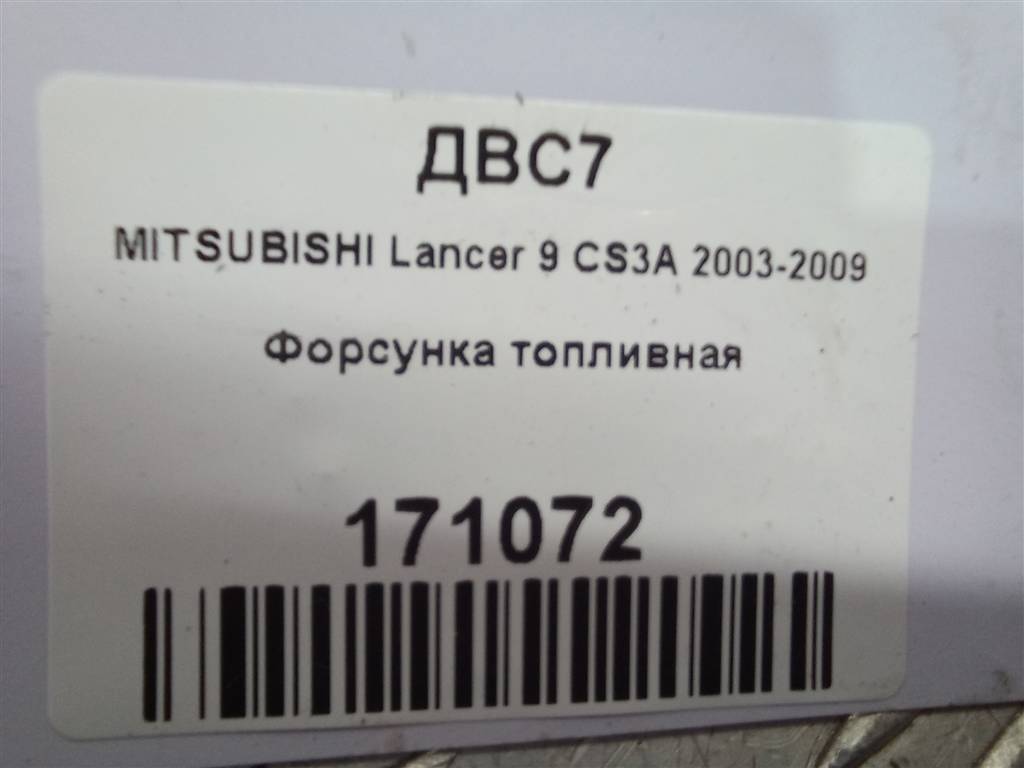 ДВС7
MITSUBISHI Lancer 9 CS3A 2003-2009
Форсунка топливная
171072